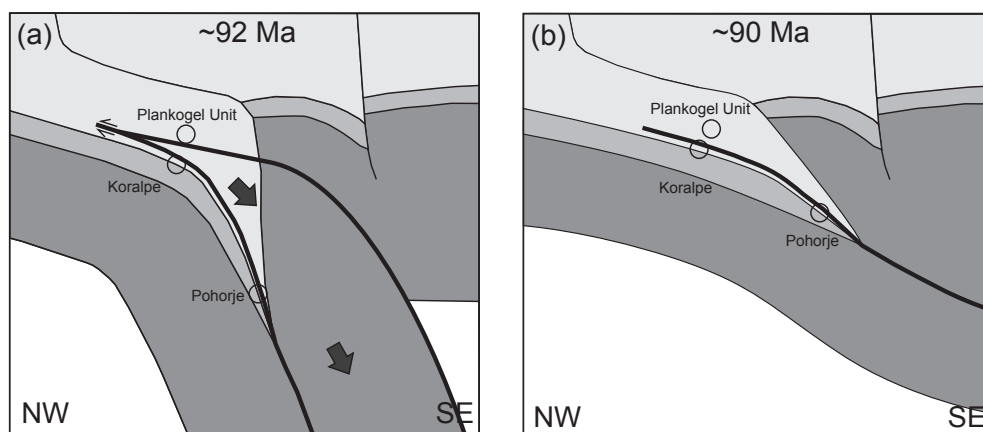 (a)
~92 Ma
Plankogel Unit
Koralpe
Pohorje
NW
SE
(b)
~90 Ma
Plankogel Unit
Koralpe
Pohorje
NW
SE